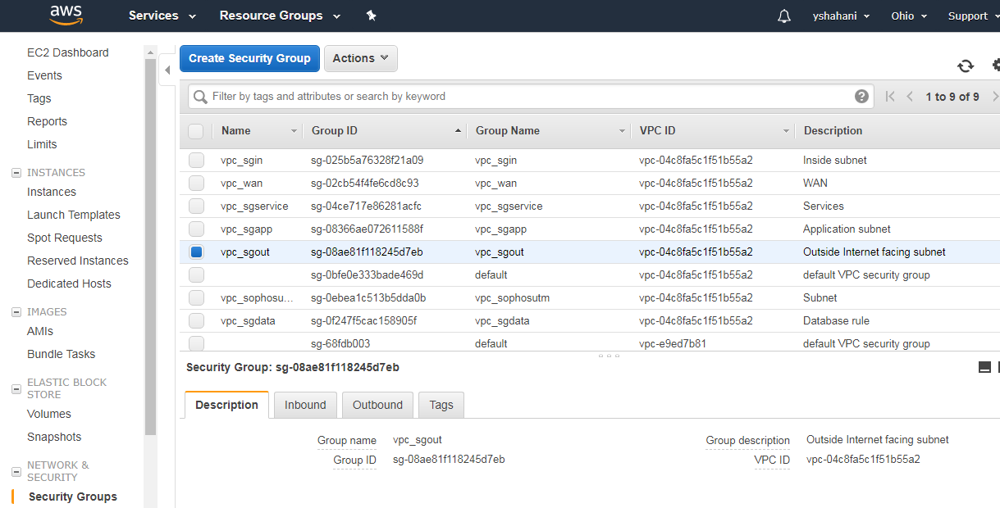 aws Services Resource Groups yshahani Ohio Support
EC2 Dashboard
Events
Tags
Reports
Limits
INSTANCES
Instances
Launch Templates
Spot Requests
Reserved Instances
Dedicated Hosts
IMAGES
AMIs
Bundle Tasks
ELASTIC BLOCK
STORE
Volumes
Snapshots
NETWORK &
SECURITY
Security Groups
Create Security Group Actions
Filter by tags and attributes or search by keyword ? 1 to 9 of 9
Name Group ID Group Name VPC ID Description
vpc_sgin sg-025b5a76328f21a09 vpc_sgin vpc-04c8fa5c1f51b55a2 Inside subnet
vpc_wan sg-02cb54f4fe6cd8c93 vpc_wan vpc-04c8fa5c1f51b55a2 WAN
vpc_sgservice sg-04ce717e86281acfc vpc_sgservice vpc-04c8fa5c1f51b55a2 Services
vpc_sgapp sg-08366ae072611588f vpc_sgapp vpc-04c8fa5c1f51b55a2 Application subnet
vpc_sgout sg-08ae81f118245d7eb vpc_sgout vpc-04c8fa5c1f51b55a2 Outside Internet facing subnet
sg-0bfe0e333bade469d default vpc-04c8fa5c1f51b55a2 default VPC security group
vpc_sophosu... sg-0ebea1c513b5dda0b vpc_sophosutm vpc-04c8fa5c1f51b55a2 Subnet
vpc_sgdata sg-0f247f5cac158905f vpc_sgdata vpc-04c8fa5c1f51b55a2 Database rule
sg-68fdb003 default vpc-e9ed7b81 default VPC security group
Security Group: sg-08ae81f118245d7eb
Description Inbound Outbound Tags
Group name vpc_sgout Group description Outside Internet facing subnet
Group ID sg-08ae81f118245d7eb VPC ID vpc-04c8fa5c1f51b55a2